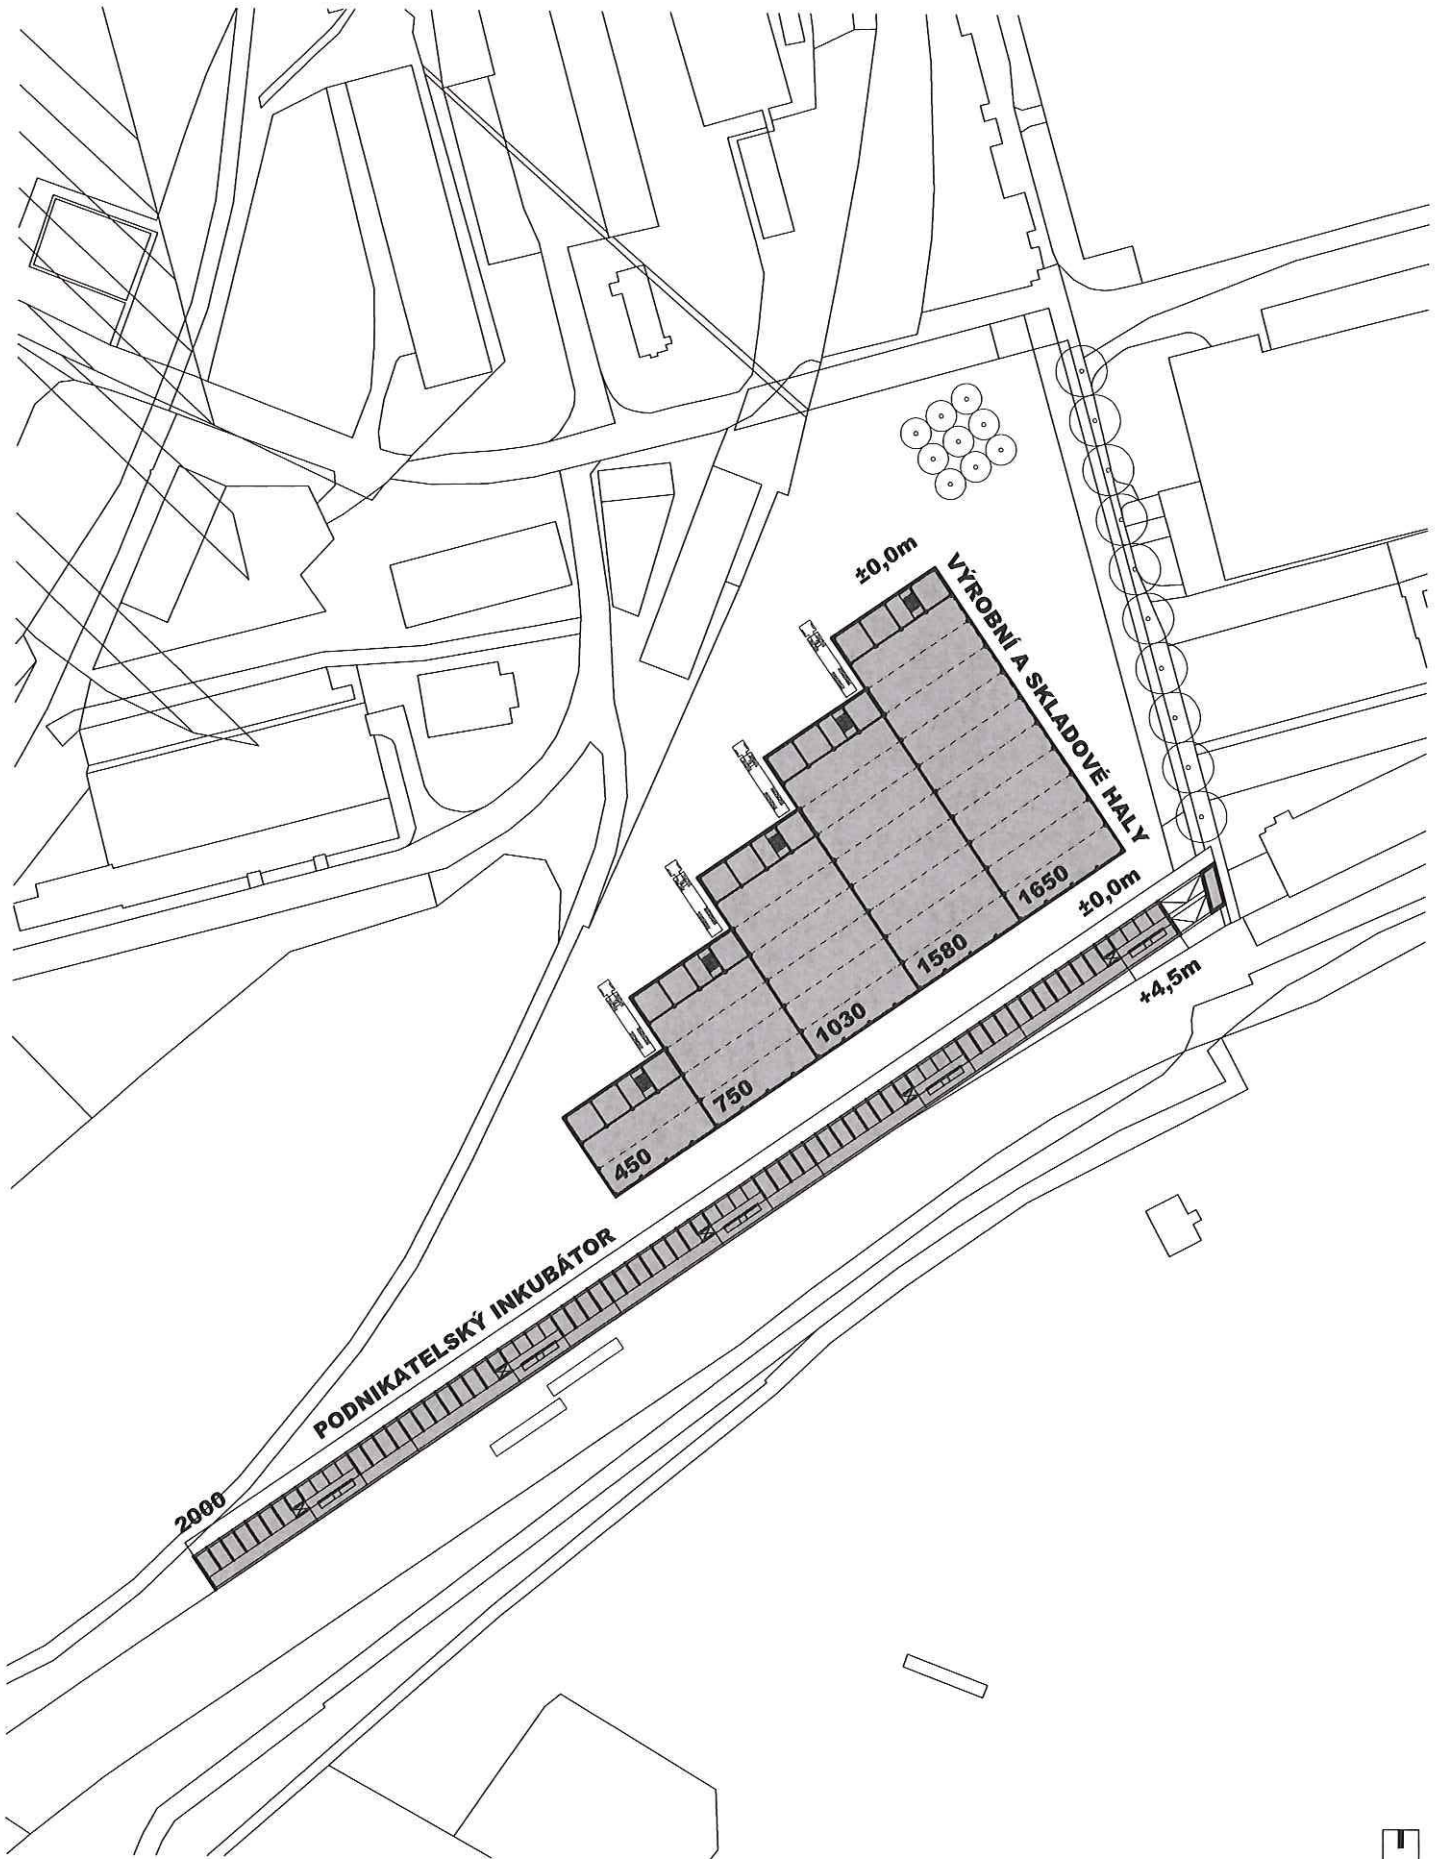 ±0,0m
VÝROBNÍ A SKLADOVÉ HALY
1650
±0,0m
1580
+4,5m
1030
750
450
PODNIKATELSKÝ INKUBÁTOR
2000